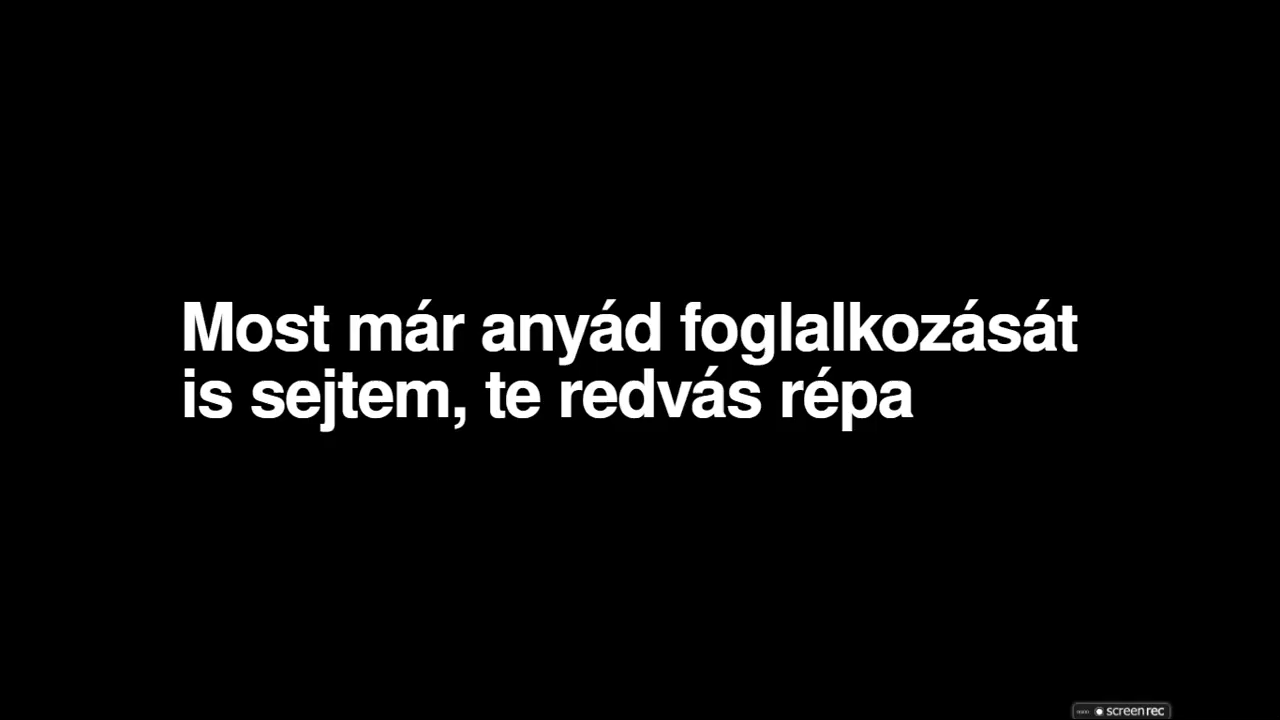 Most már anyád foglalkozását
is sejtem, te redvás répa
screenrec